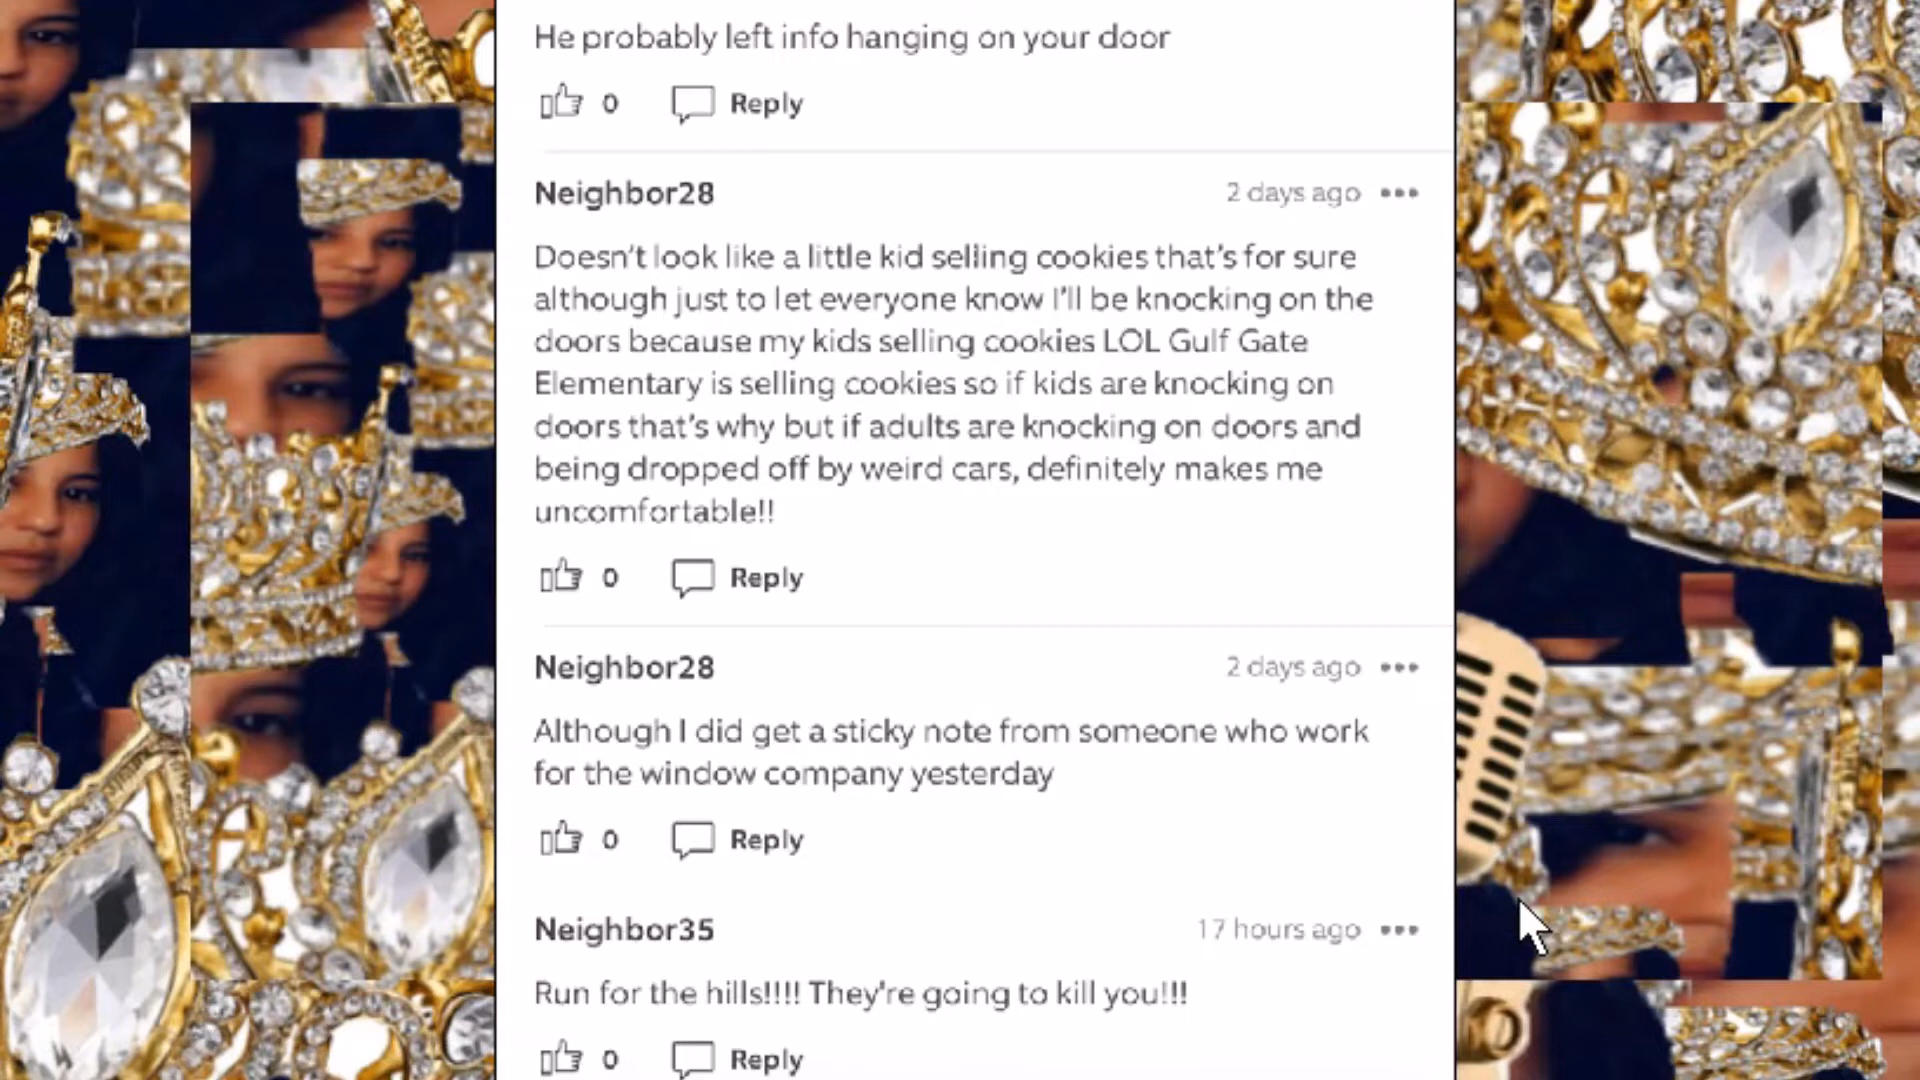 He probably left info hanging on your door
0 Reply
Neighbor28 2 days ago
Doesn't look like a little kid selling cookies that's for sure
although just to let everyone know I'll be knocking on the
doors because my kids selling cookies LOL Gulf Gate
Elementary is selling cookies so if kids are knocking on
doors that's why but if adults are knocking on doors and
being dropped off by weird cars, definitely makes me
uncomfortable!!
0 Reply
Neighbor28 2 days ago
Although I did get a sticky note from someone who work
for the window company yesterday
0 Reply
Neighbor35 17 hours ago
Run for the hills!!!! They're going to kill you!!!
0 Reply